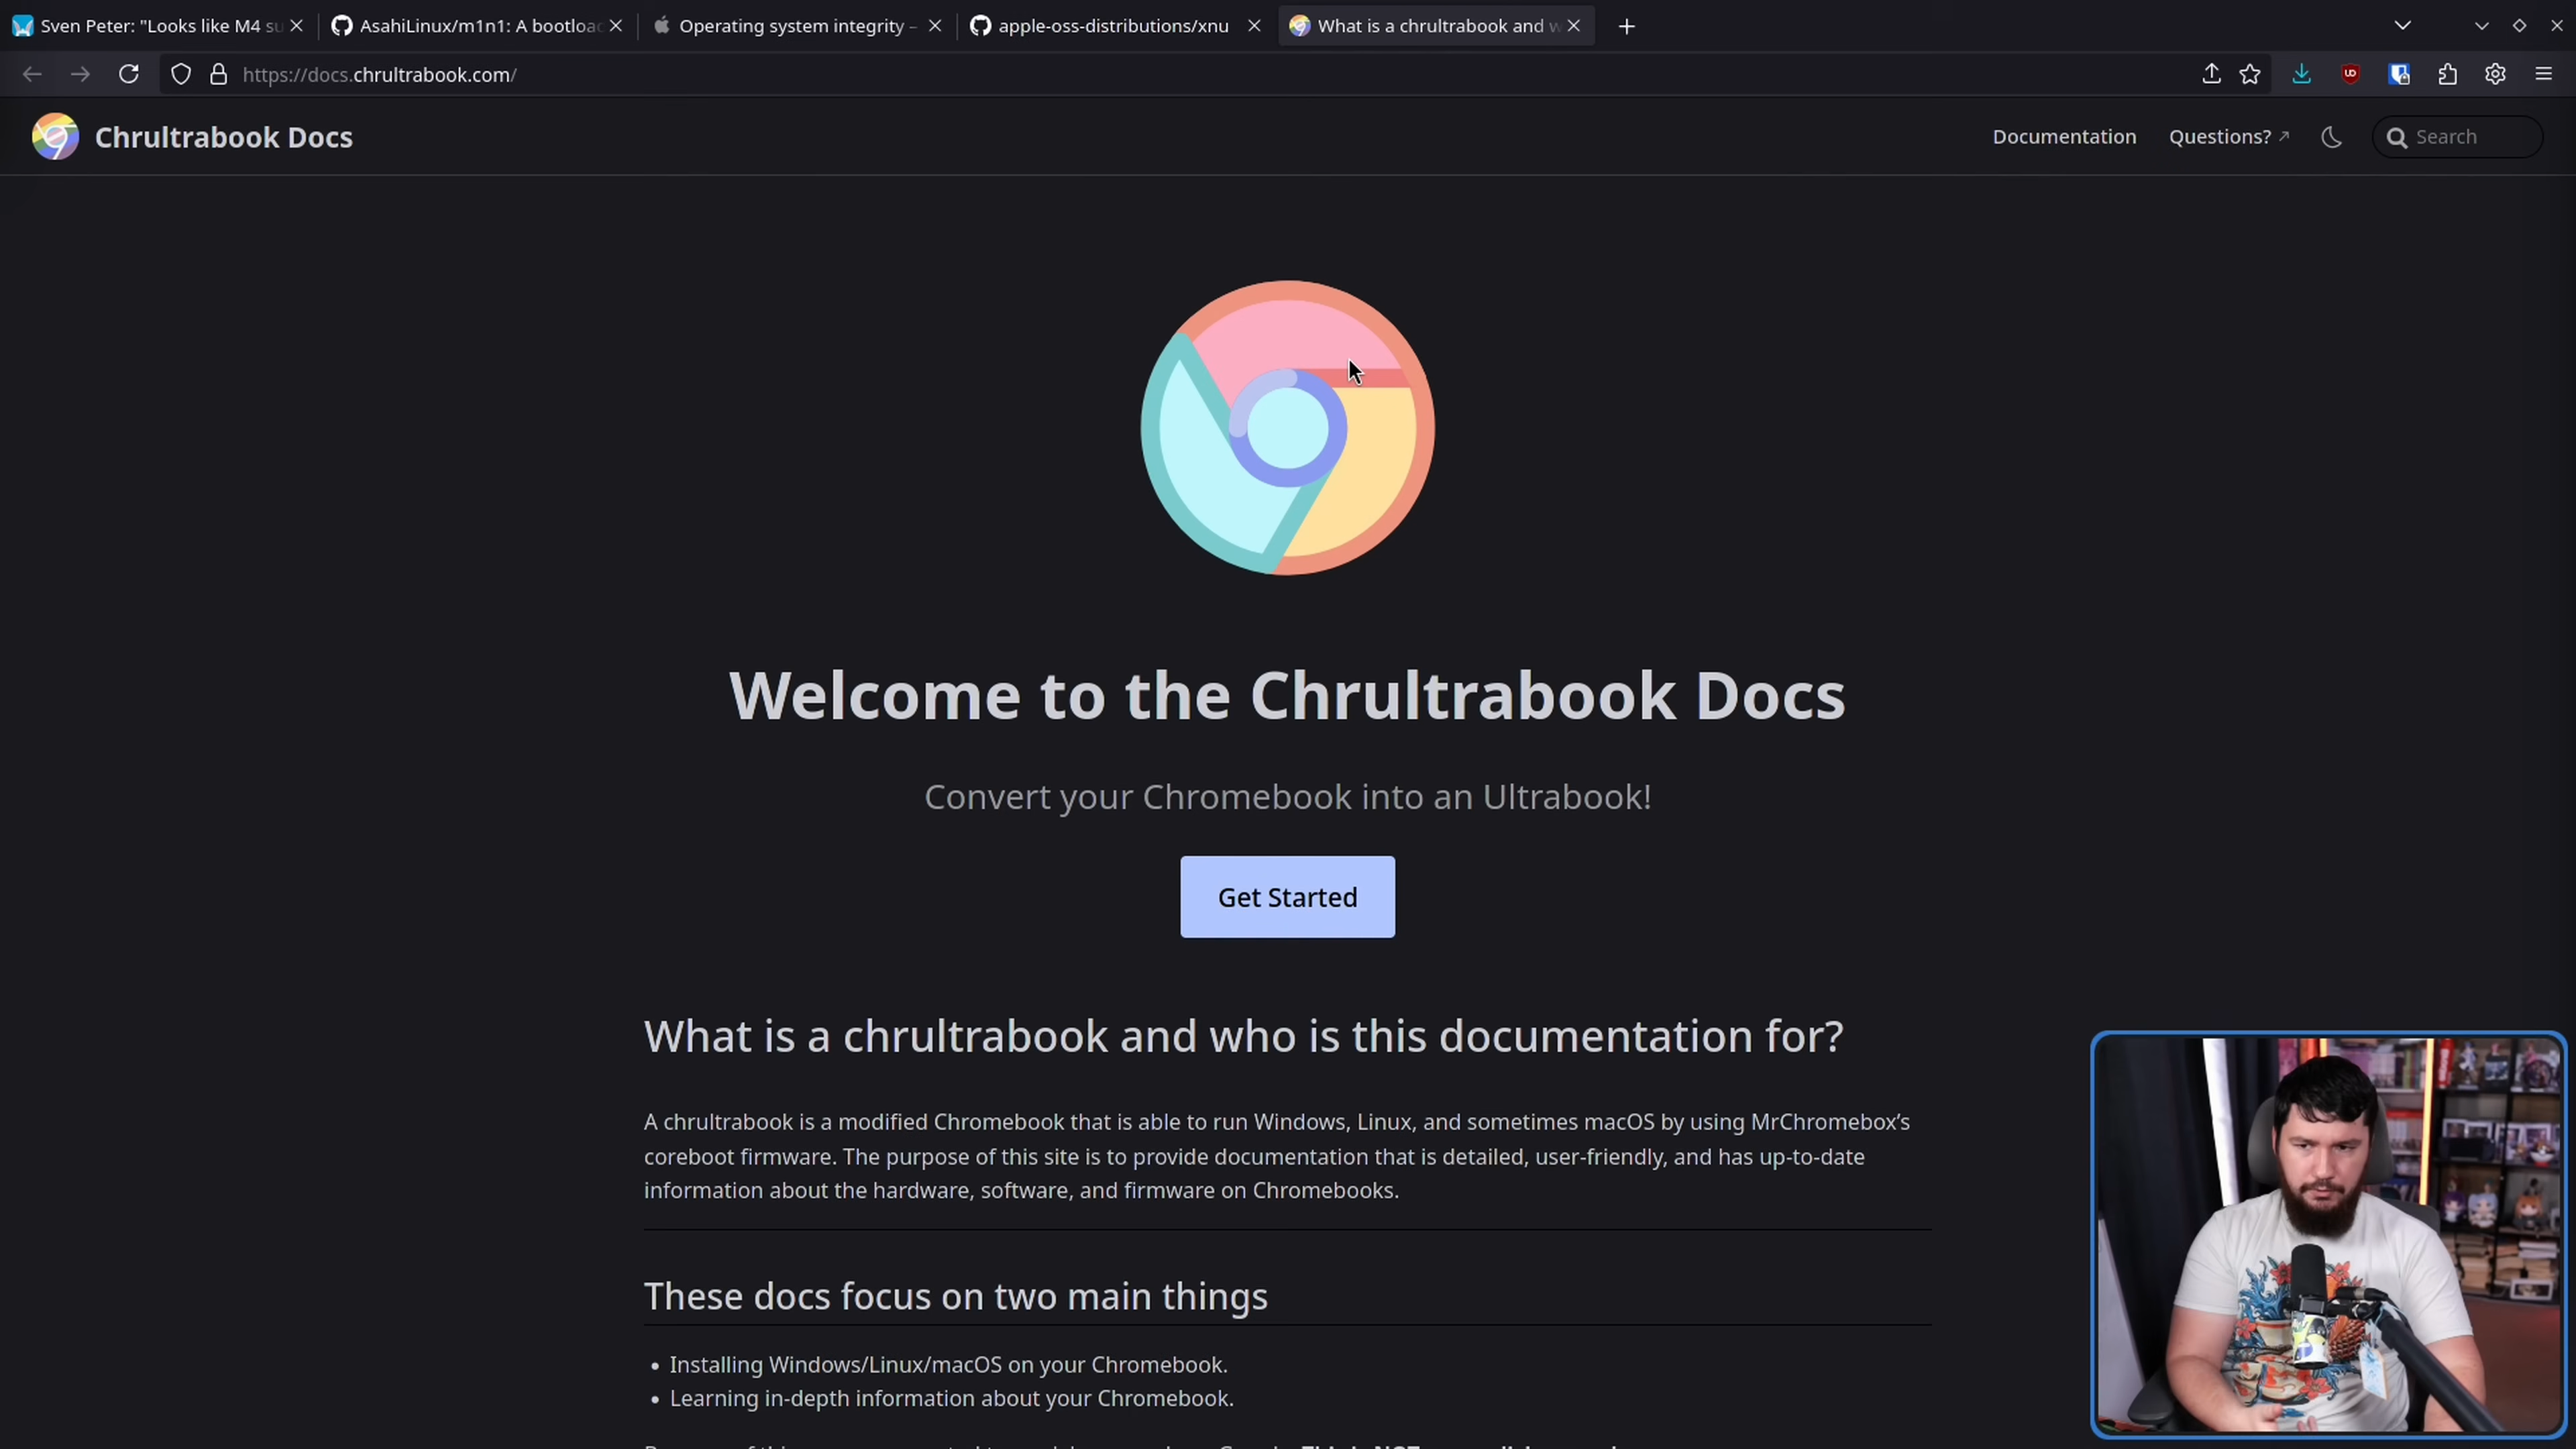 Sven Peter: "Looks like M4 su
AsahiLinux/m1n1: A bootloac
Operating system integrity –
apple-oss-distributions/xnu
What is a chrultrabook and w
https://docs.chrultrabook.com/
Chrultrabook Docs
Documentation
Questions?
Search
Welcome to the Chrultrabook Docs
Convert your Chromebook into an Ultrabook!
Get Started
What is a chrultrabook and who is this documentation for?
A chrultrabook is a modified Chromebook that is able to run Windows, Linux, and sometimes macOS by using MrChromebox’s
coreboot firmware. The purpose of this site is to provide documentation that is detailed, user-friendly, and has up-to-date
information about the hardware, software, and firmware on Chromebooks.
These docs focus on two main things
• Installing Windows/Linux/macOS on your Chromebook.
• Learning in-depth information about your Chromebook.